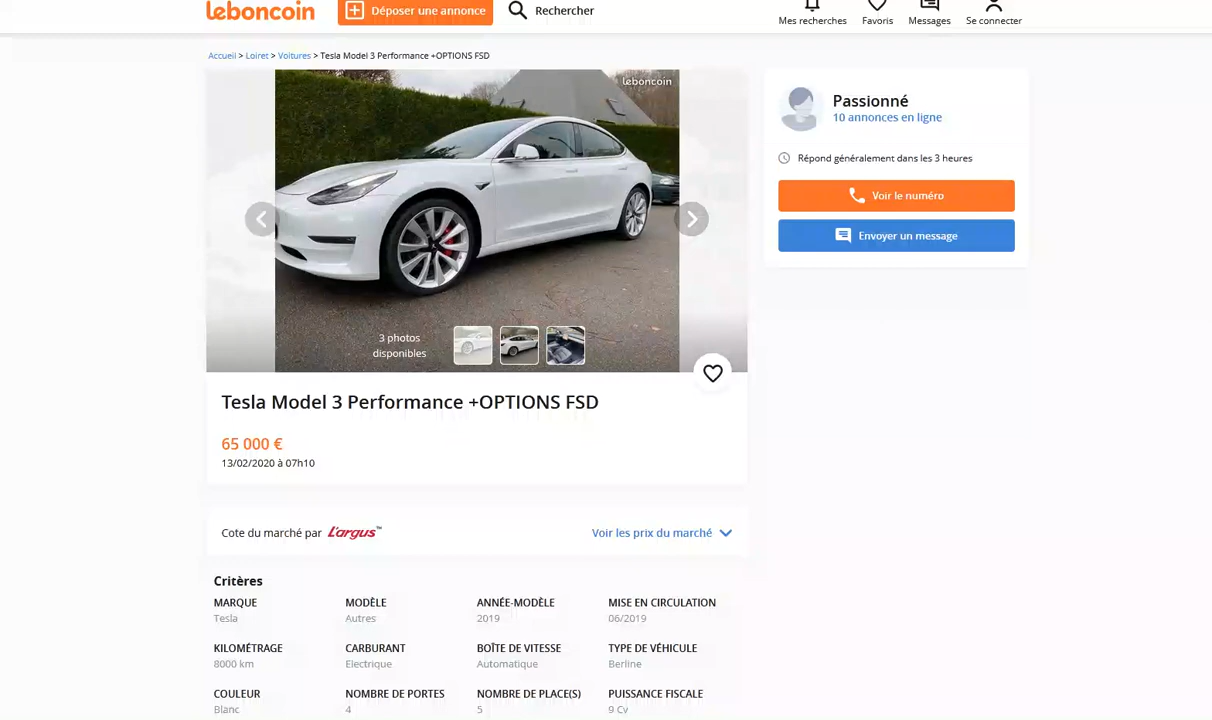 leboncoin
Déposer une annonce
Rechercher
Mes recherches
Favoris
Messages
Se connecter
Accueil > Loiret > Voitures > Tesla Model 3 Performance +OPTIONS FSD
leboncoin
3 photos
disponibles
Passionné
10 annonces en ligne
Répond généralement dans les 3 heures
Voir le numéro
Envoyer un message
Tesla Model 3 Performance +OPTIONS FSD
65 000 €
13/02/2020 à 07h10
Cote du marché par L'argus™
Voir les prix du marché
Critères
MARQUE MODÈLE ANNÉE-MODÈLE MISE EN CIRCULATION
Tesla Autres 2019 06/2019
KILOMÉTRAGE CARBURANT BOÎTE DE VITESSE TYPE DE VÉHICULE
8000 km Electrique Automatique Berline
COULEUR NOMBRE DE PORTES NOMBRE DE PLACE(S) PUISSANCE FISCALE
Blanc 4 5 9 Cv